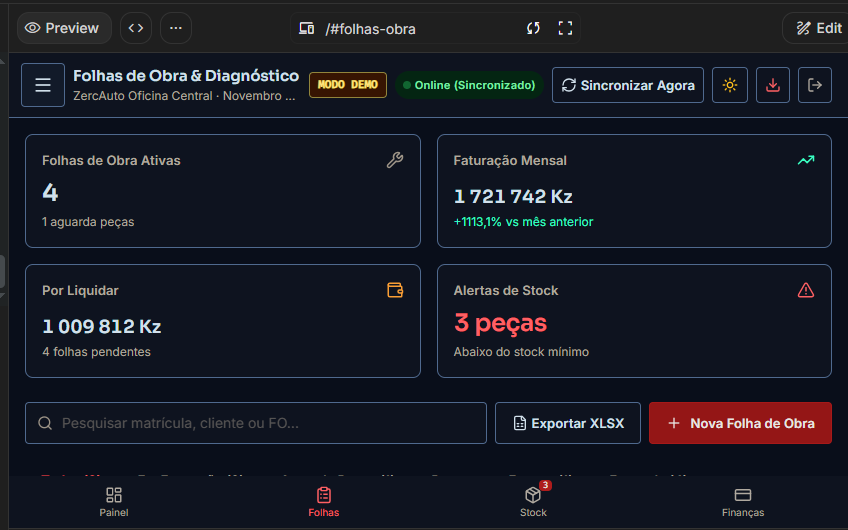 Preview
/#folhas-obra
Edit
Folhas de Obra & Diagnóstico
ZercAuto Oficina Central · Novembro ...
MODO DEMO
Online (Sincronizado)
Sincronizar Agora
Folhas de Obra Ativas
4
1 aguarda peças
Faturação Mensal
1 721 742 Kz
+1113,1% vs mês anterior
Por Liquidar
1 009 812 Kz
4 folhas pendentes
Alertas de Stock
3 peças
Abaixo do stock mínimo
Pesquisar matrícula, cliente ou FO...
Exportar XLSX
Nova Folha de Obra
Painel
Folhas
3
Stock
Finanças